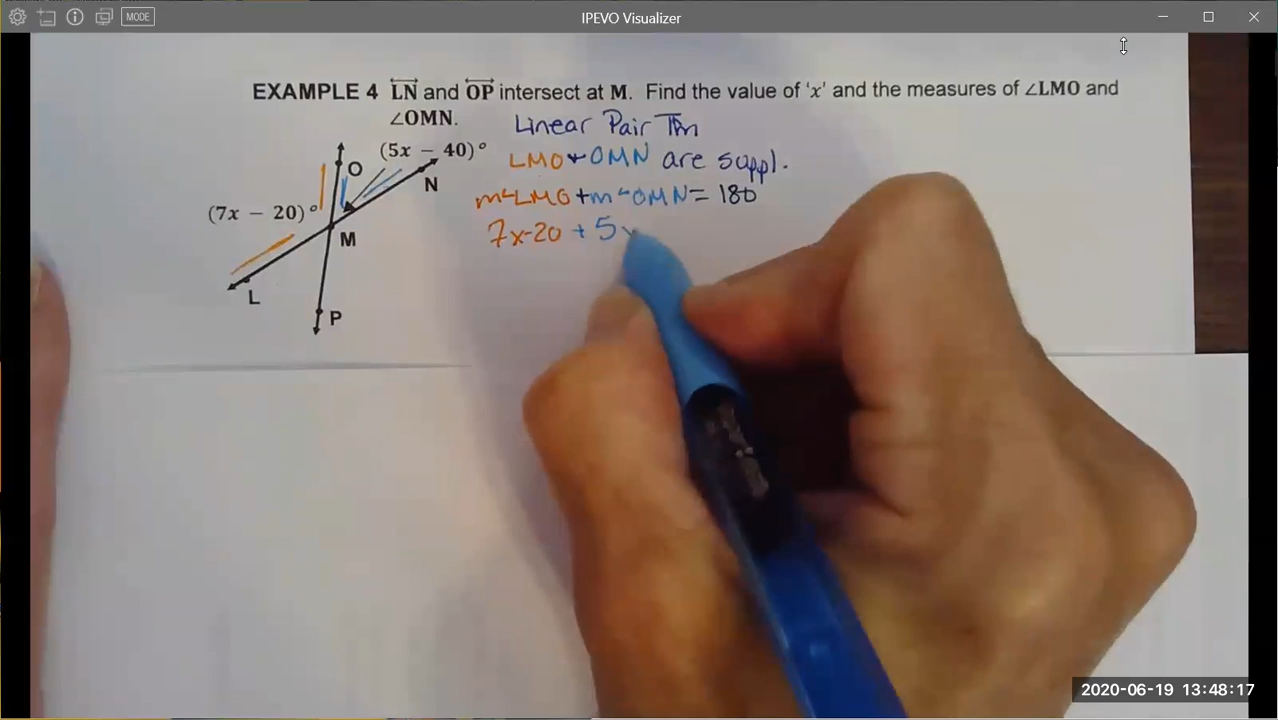 MODE
IPEVO Visualizer
EXAMPLE 4 LN and OP intersect at M. Find the value of 'x' and the measures of ∠LMO and
∠OMN.
Linear Pair Thm
LMO + OMN are suppl.
m∠LMO + m∠OMN = 180
7x-20 + 5x
(5x − 40)°
O
N
(7x − 20)°
M
L
P
2020-06-19 13:48:17